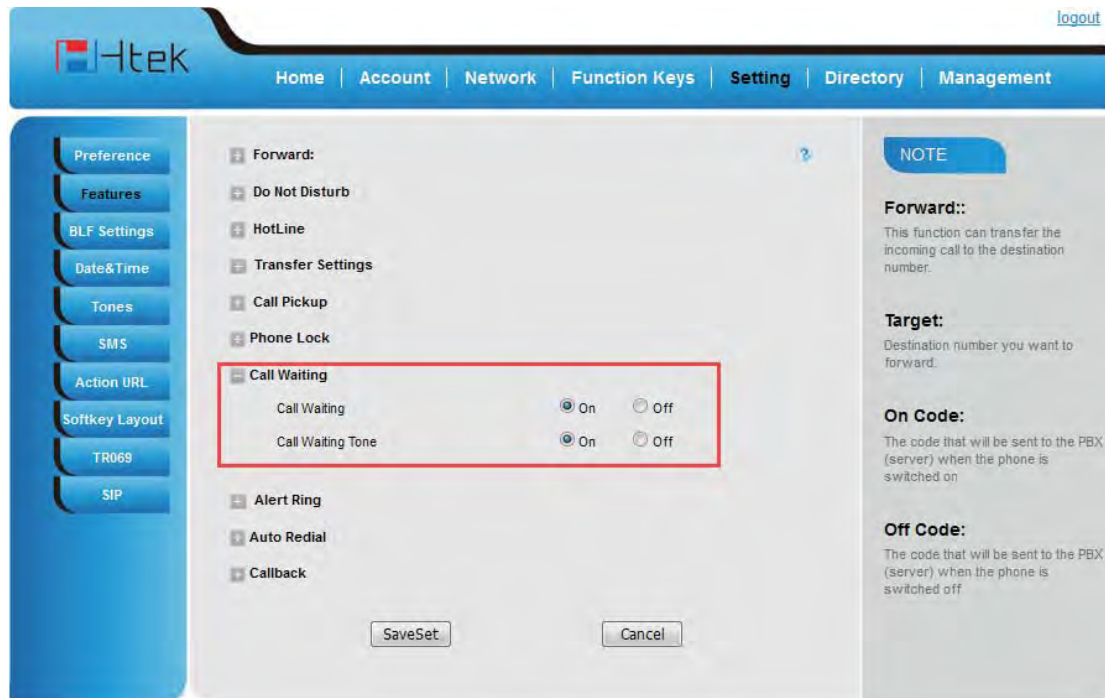 logout
Htek
Home | Account | Network | Function Keys | Setting | Directory | Management
Preference
Features
BLF Settings
Date&Time
Tones
SMS
Action URL
Softkey Layout
TR069
SIP
Forward:
?
Do Not Disturb
HotLine
Transfer Settings
Call Pickup
Phone Lock
Call Waiting
Call Waiting On Off
Call Waiting Tone On Off
Alert Ring
Auto Redial
Callback
SaveSet Cancel
NOTE
Forward::
This function can transfer the
incoming call to the destination
number.
Target:
Destination number you want to
forward.
On Code:
The code that will be sent to the PBX
(server) when the phone is
switched on
Off Code:
The code that will be sent to the PBX
(server) when the phone is
switched off